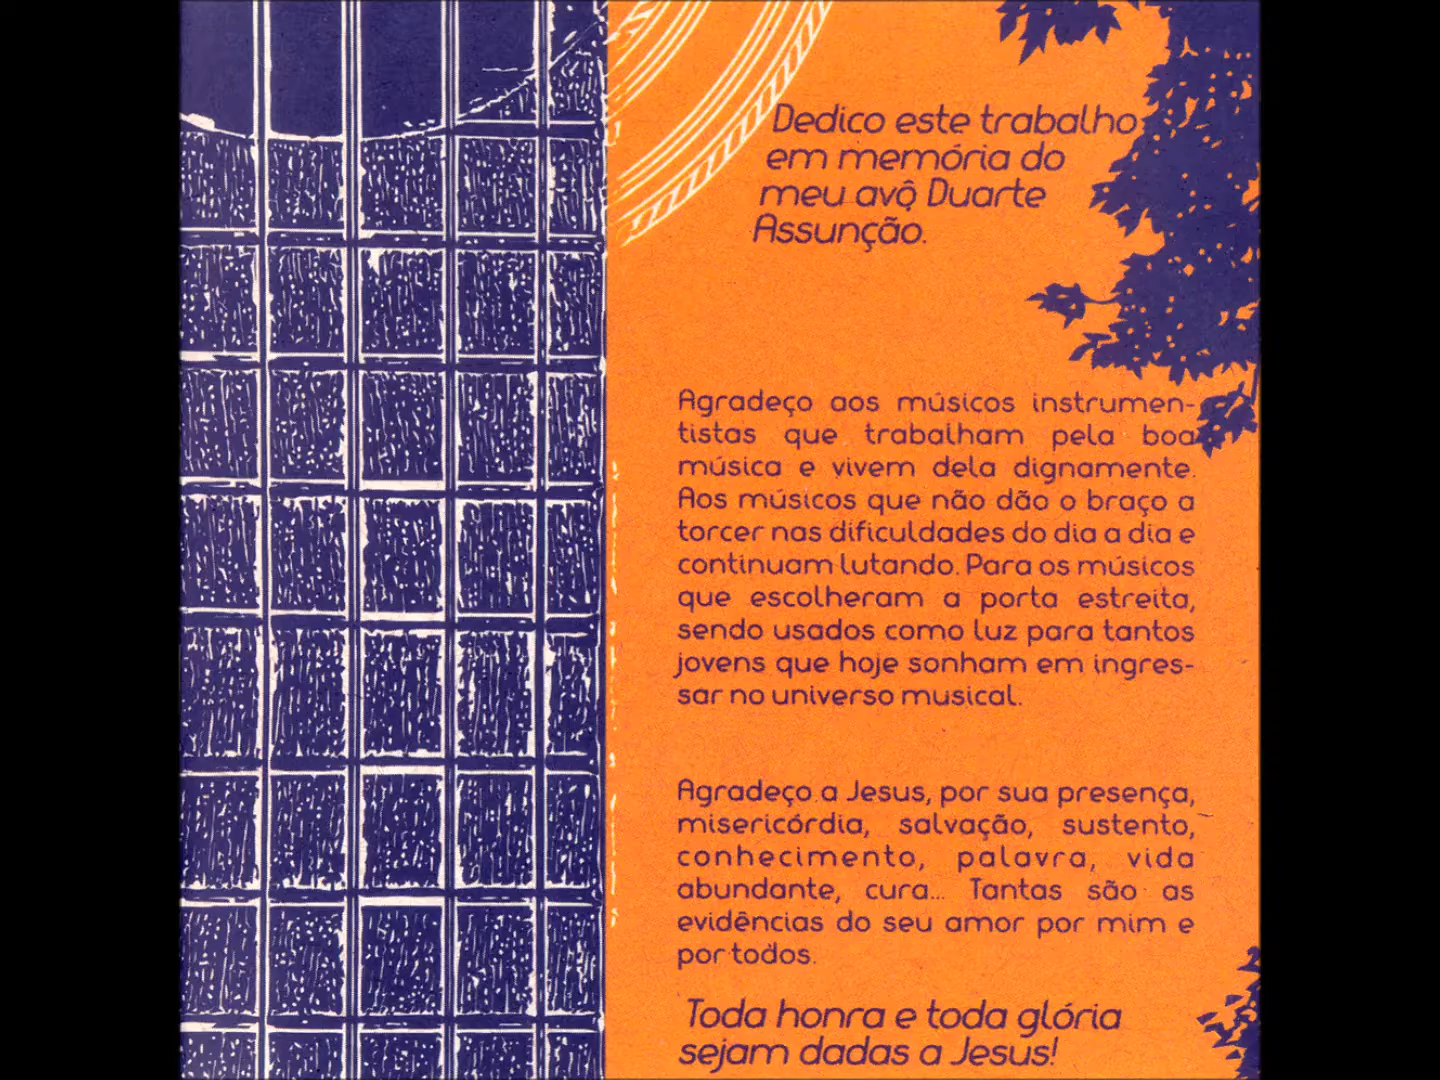 Dedico este trabalho
em memória do
meu avô Duarte
Assunção.
Agradeço aos músicos instrumen-
tistas que trabalham pela boa
música e vivem dela dignamente.
Aos músicos que não dão o braço a
torcer nas dificuldades do dia a dia e
continuam lutando. Para os músicos
que escolheram a porta estreita,
sendo usados como luz para tantos
jovens que hoje sonham em ingres-
sar no universo musical.
Agradeço a Jesus, por sua presença,
misericórdia, salvação, sustento,
conhecimento, palavra, vida
abundante, cura... Tantas são as
evidências do seu amor por mim e
por todos.
Toda honra e toda glória
sejam dadas a Jesus!